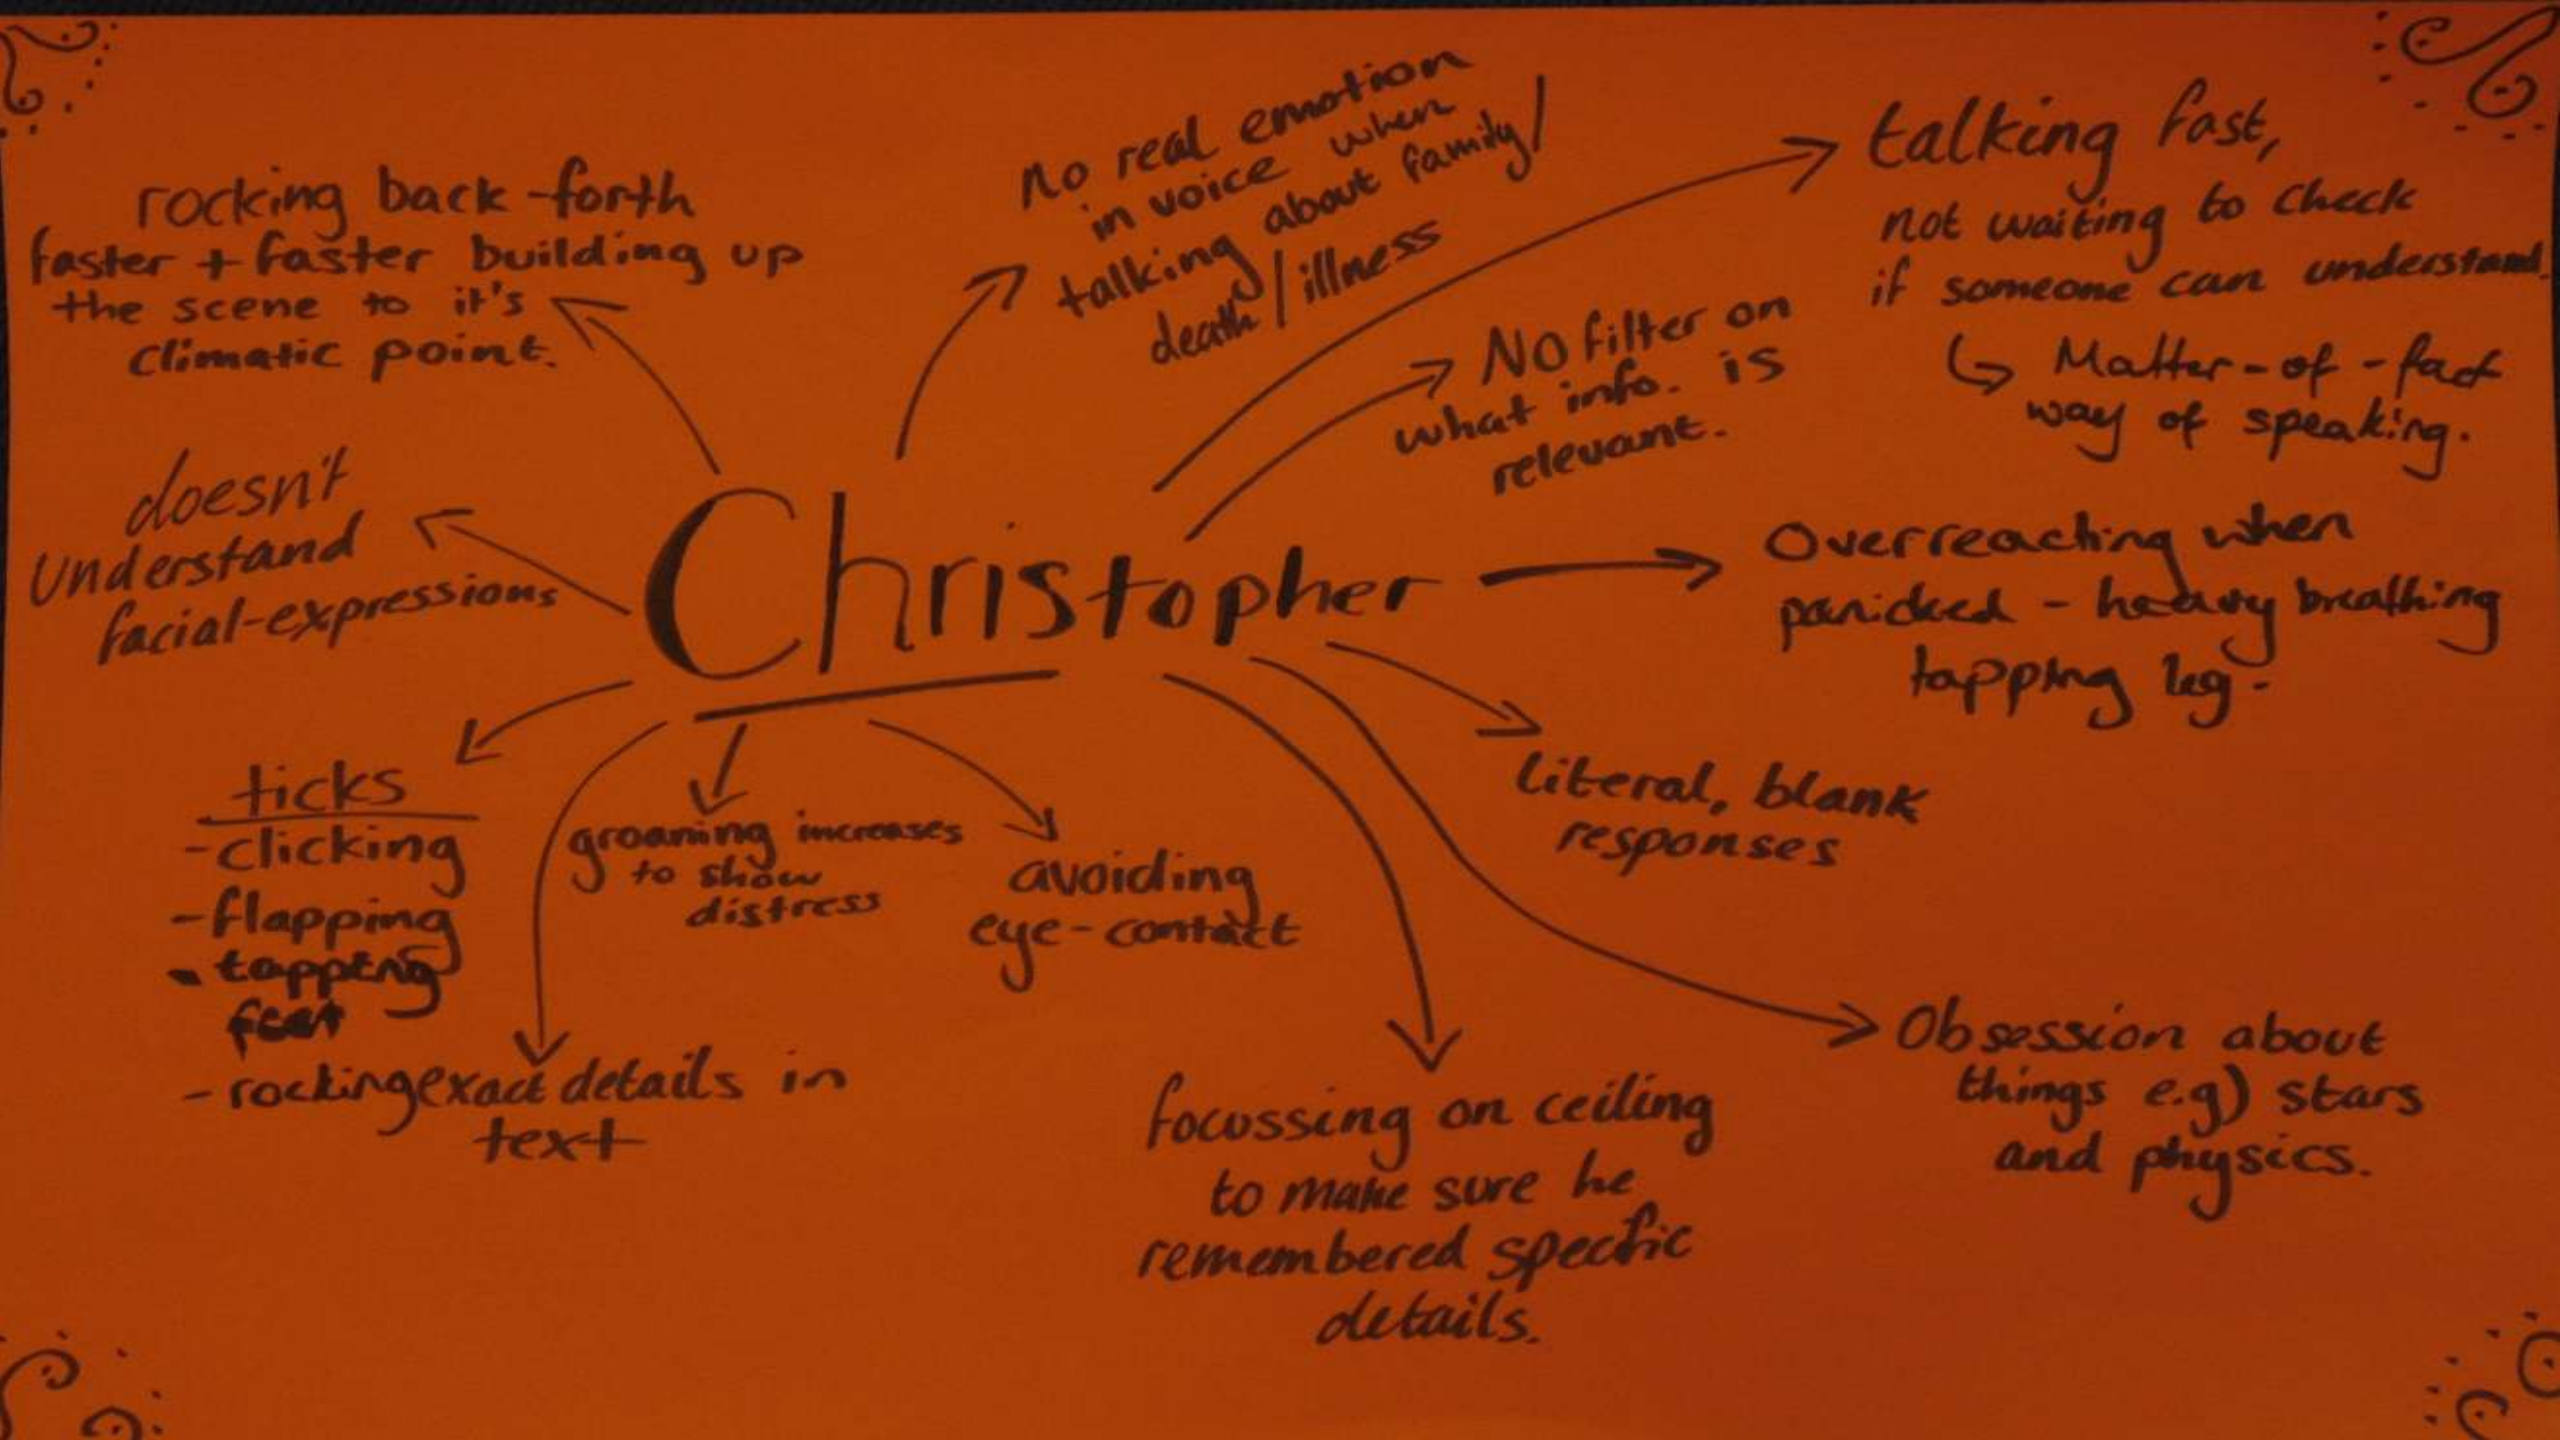 rocking back-forth
faster + faster building up
the scene to it's
climatic point.
No real emotion
in voice when
talking about family/
death/illness
talking fast,
not waiting to check
if someone can understand.
↳ Matter-of-fact
way of speaking.
No filter on
what info. is
relevant.
doesn't
understand
facial-expressions
Christopher
Overreacting when
panicked - heavy breathing
tapping leg.
literal, blank
responses
ticks
-clicking
-flapping
- tapping
feet
- rocking
groaning increases
to show
distress
avoiding
eye-contact
exact details in
text
focussing on ceiling
to make sure he
remembered specific
details.
Obsession about
things e.g) stars
and physics.